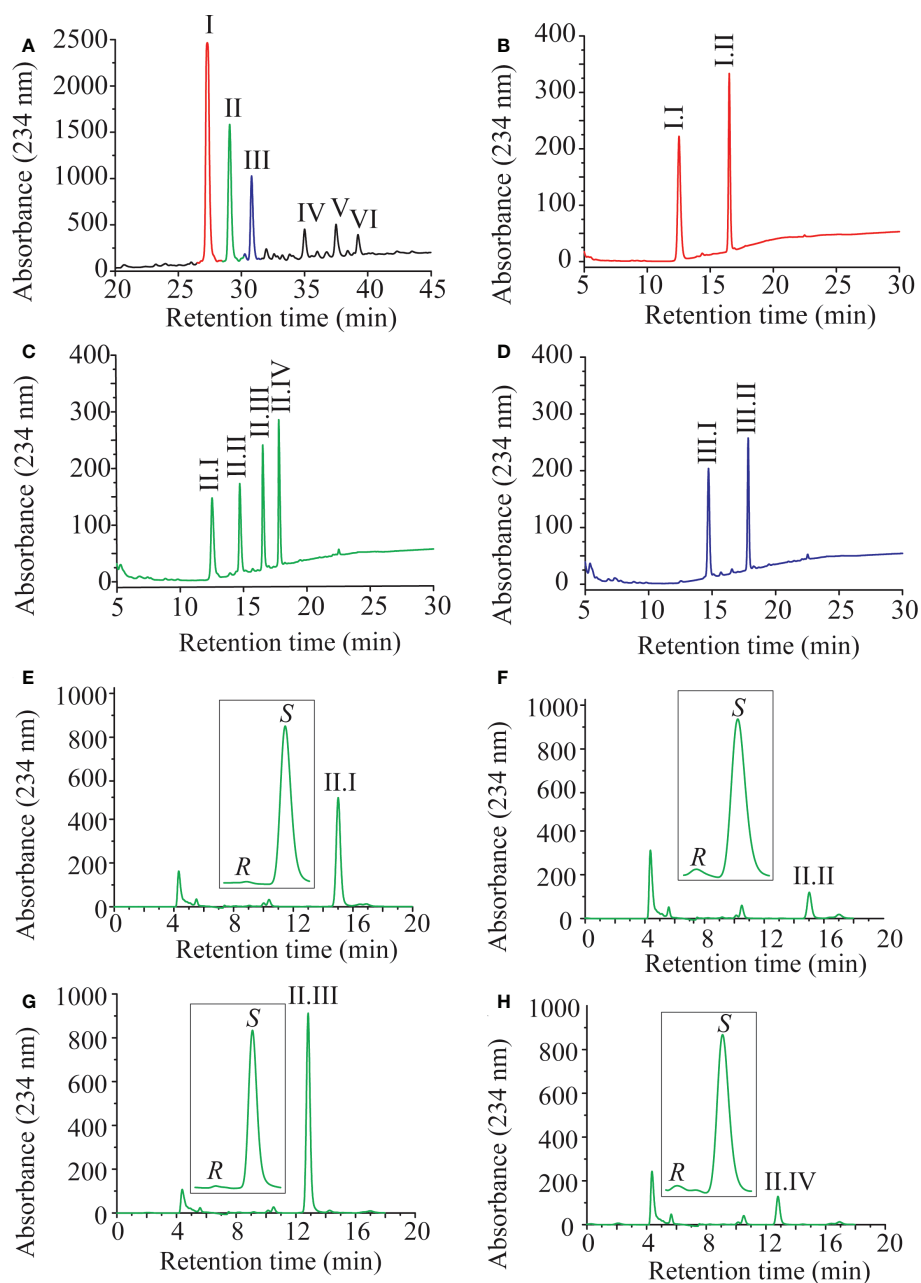 A
Absorbance (234 nm)
2500
2000
1500
1000
500
0
I
II
III
IV
V
VI
20 25 30 35 40 45
Retention time (min)
B
Absorbance (234 nm)
400
300
200
100
0
I.I
I.II
5 10 15 20 25 30
Retention time (min)
C
Absorbance (234 nm)
400
300
200
100
0
II.I
II.II
II.III
II.IV
5 10 15 20 25 30
Retention time (min)
D
Absorbance (234 nm)
400
300
200
100
0
III.I
III.II
5 10 15 20 25 30
Retention time (min)
E
Absorbance (234 nm)
1000
800
600
400
200
0
R
S
II.I
0 4 8 12 16 20
Retention time (min)
F
Absorbance (234 nm)
1000
800
600
400
200
0
R
S
II.II
0 4 8 12 16 20
Retention time (min)
G
Absorbance (234 nm)
1000
800
600
400
200
0
R
S
II.III
0 4 8 12 16 20
Retention time (min)
H
Absorbance (234 nm)
1000
800
600
400
200
0
R
S
II.IV
0 4 8 12 16 20
Retention time (min)